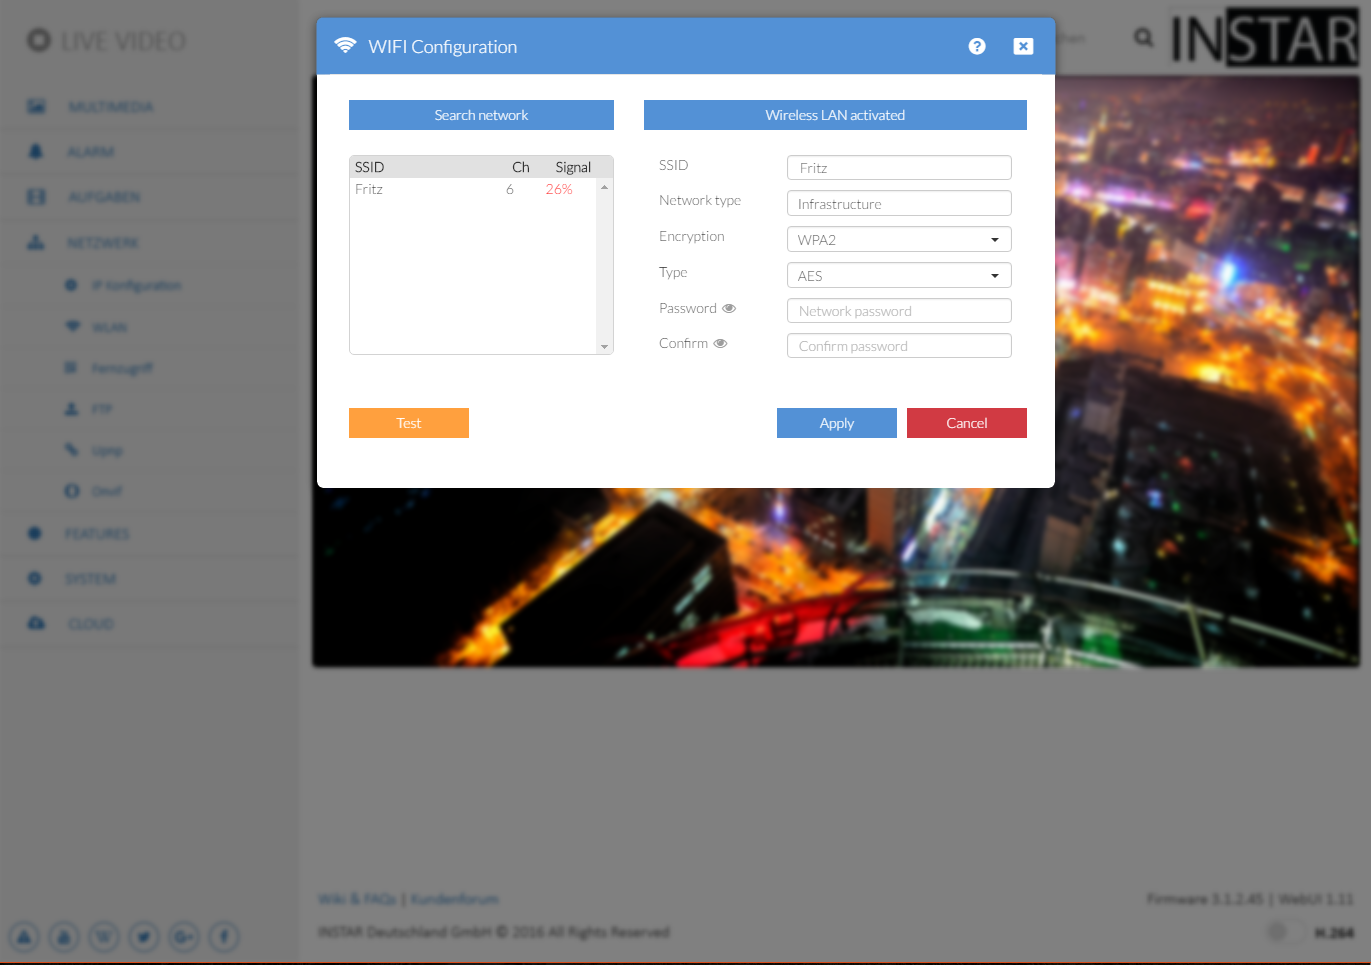 LIVE VIDEO
MULTIMEDIA
ALARM
AUFGABEN
NETZWERK
IP Konfiguration
WLAN
Fernzugriff
FTP
Upnp
Onvif
FEATURES
SYSTEM
CLOUD
INSTAR
WIFI Configuration
Search network
SSID Ch Signal
Fritz 6 26%
Wireless LAN activated
SSID Fritz
Network type Infrastructure
Encryption WPA2
Type AES
Password Network password
Confirm Confirm password
Test Apply Cancel
Wiki & FAQs | Kundenforum
Firmware 3.1.2.45 | WebUI 1.11
INSTAR Deutschland GmbH © 2016 All Rights Reserved
H.264